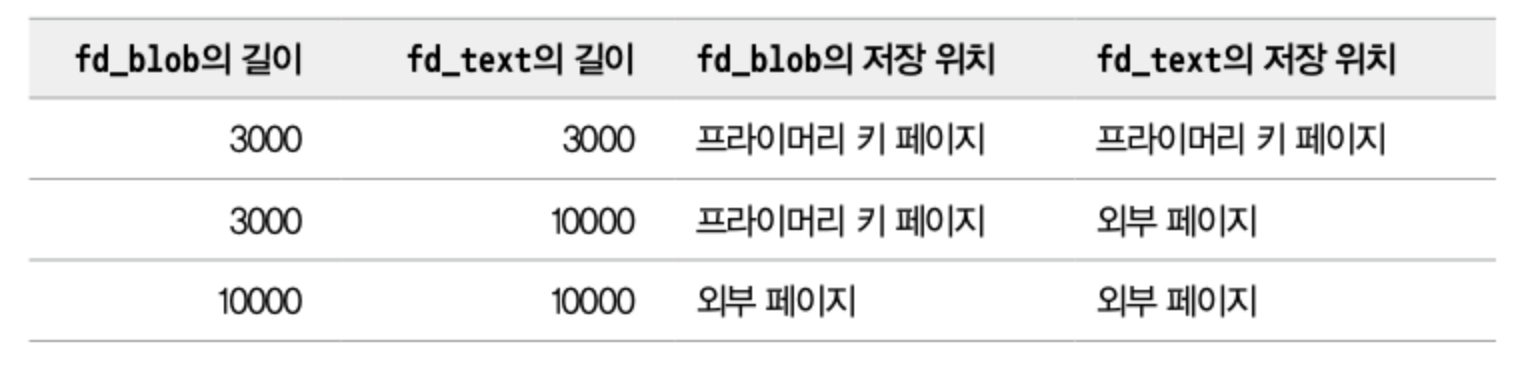 fd_blob의 길이 fd_text의 길이 fd_blob의 저장 위치 fd_text의 저장 위치
3000 3000 프라이머리 키 페이지 프라이머리 키 페이지
3000 10000 프라이머리 키 페이지 외부 페이지
10000 10000 외부 페이지 외부 페이지